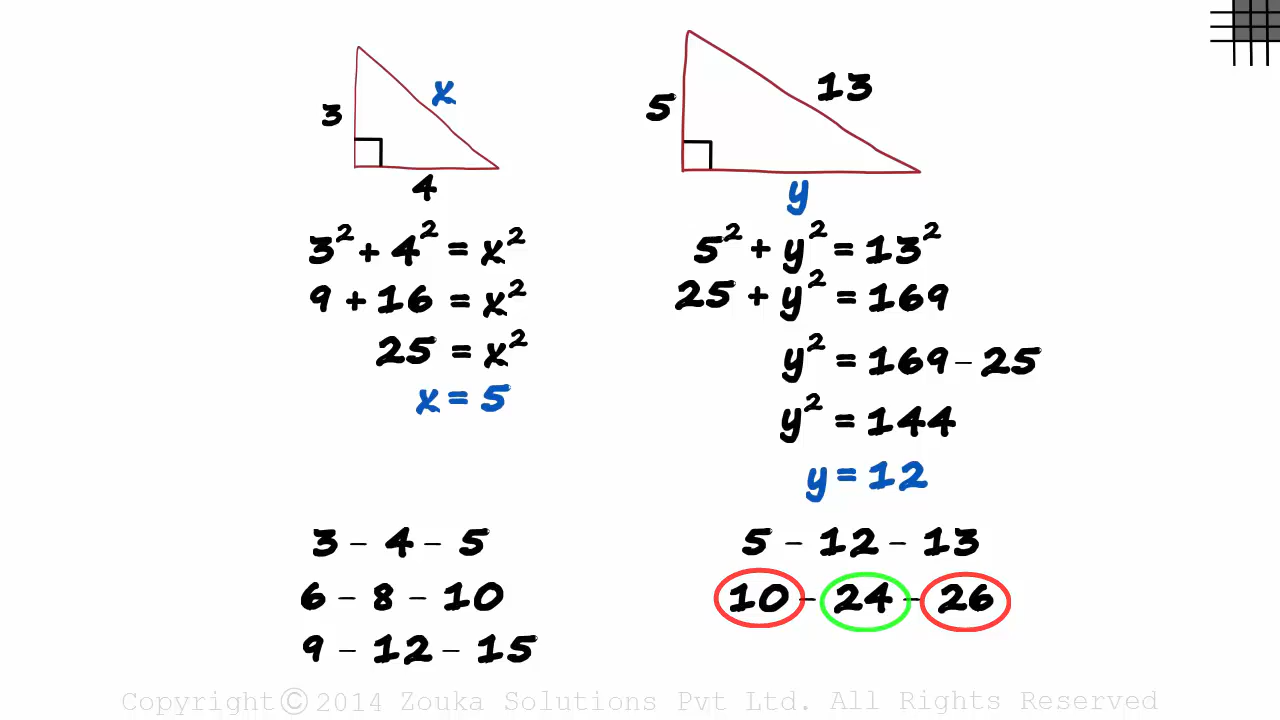 3
x
4
3² + 4² = x²
9 + 16 = x²
25 = x²
x = 5
3 - 4 - 5
6 - 8 - 10
9 - 12 - 15
5
13
y
5² + y² = 13²
25 + y² = 169
y² = 169 - 25
y² = 144
y = 12
5 - 12 - 13
10 - 24 - 26
Copyright©2014 Zouka Solutions Pvt Ltd. All Rights Reserved